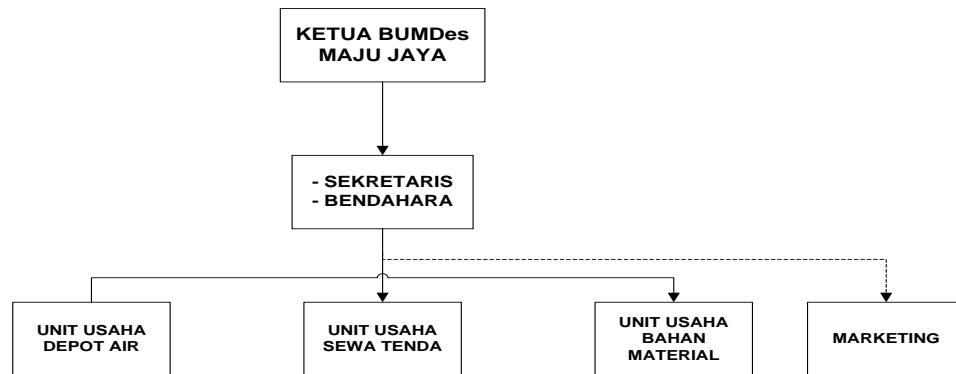 KETUA BUMDes
MAJU JAYA
- SEKRETARIS
- BENDAHARA
UNIT USAHA
DEPOT AIR
UNIT USAHA
SEWA TENDA
UNIT USAHA
BAHAN
MATERIAL
MARKETING